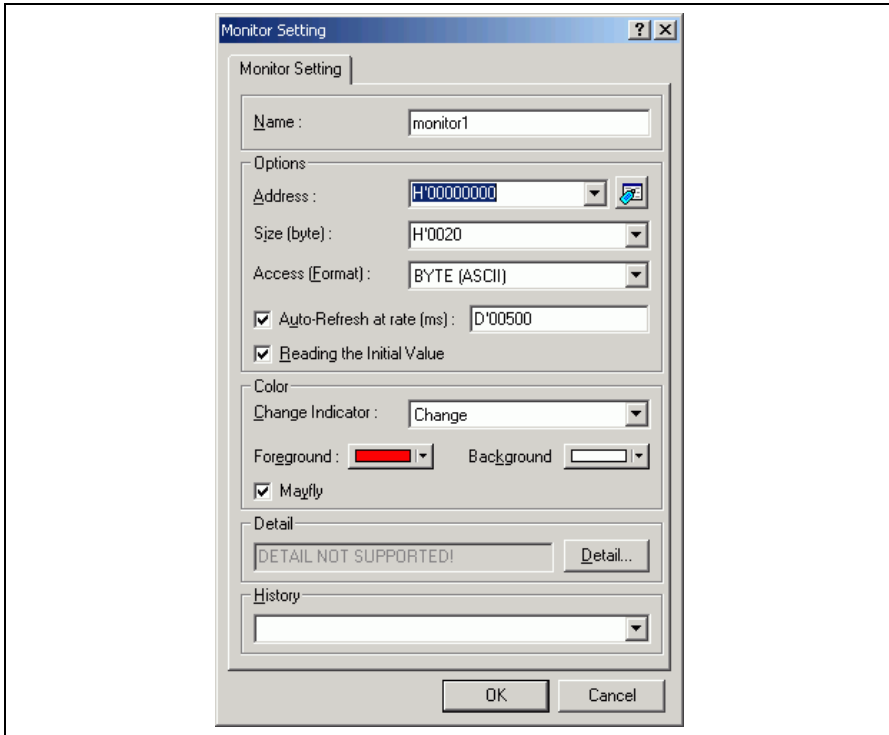 Monitor Setting
Monitor Setting
Name :
monitor1
Options
Address :
H'00000000
Size (byte) :
H'0020
Access (Format) :
BYTE (ASCII)
Auto-Refresh at rate (ms) :
D'00500
Reading the Initial Value
Color
Change Indicator :
Change
Foreground :
Background
Mayfly
Detail
DETAIL NOT SUPPORTED!
Detail...
History
OK
Cancel